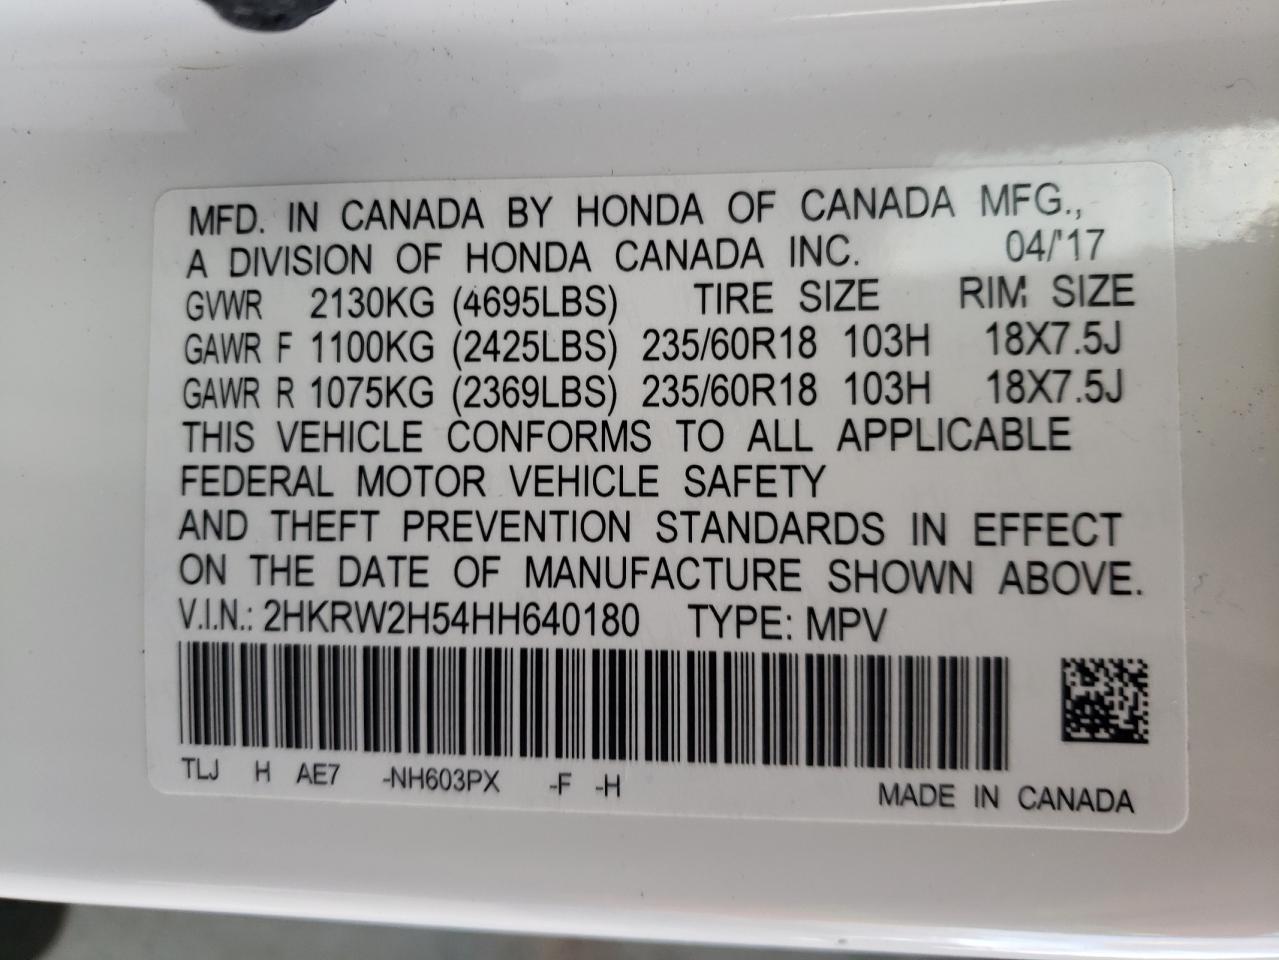 MFD. IN CANADA BY HONDA OF CANADA MFG.,
A DIVISION OF HONDA CANADA INC. 04/'17
GVWR 2130KG (4695LBS) TIRE SIZE RIM SIZE
GAWR F 1100KG (2425LBS) 235/60R18 103H 18X7.5J
GAWR R 1075KG (2369LBS) 235/60R18 103H 18X7.5J
THIS VEHICLE CONFORMS TO ALL APPLICABLE
FEDERAL MOTOR VEHICLE SAFETY
AND THEFT PREVENTION STANDARDS IN EFFECT
ON THE DATE OF MANUFACTURE SHOWN ABOVE.
V.I.N.: 2HKRW2H54HH640180 TYPE: MPV
TLJ H AE7 -NH603PX -F -H MADE IN CANADA